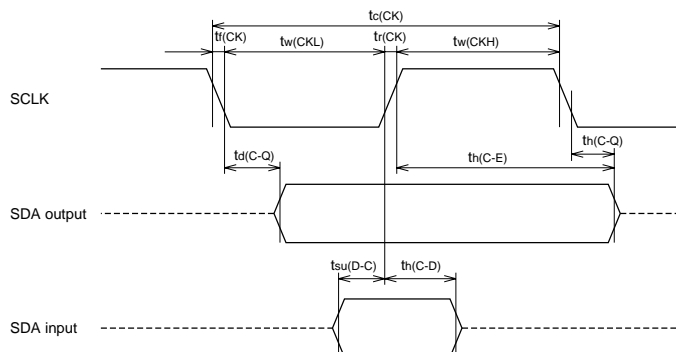 tc(CK)
tf(CK) tw(CKL) tr(CK) tw(CKH)
SCLK
td(C-Q) th(C-E) th(C-Q)
SDA output
tsu(D-C) th(C-D)
SDA input